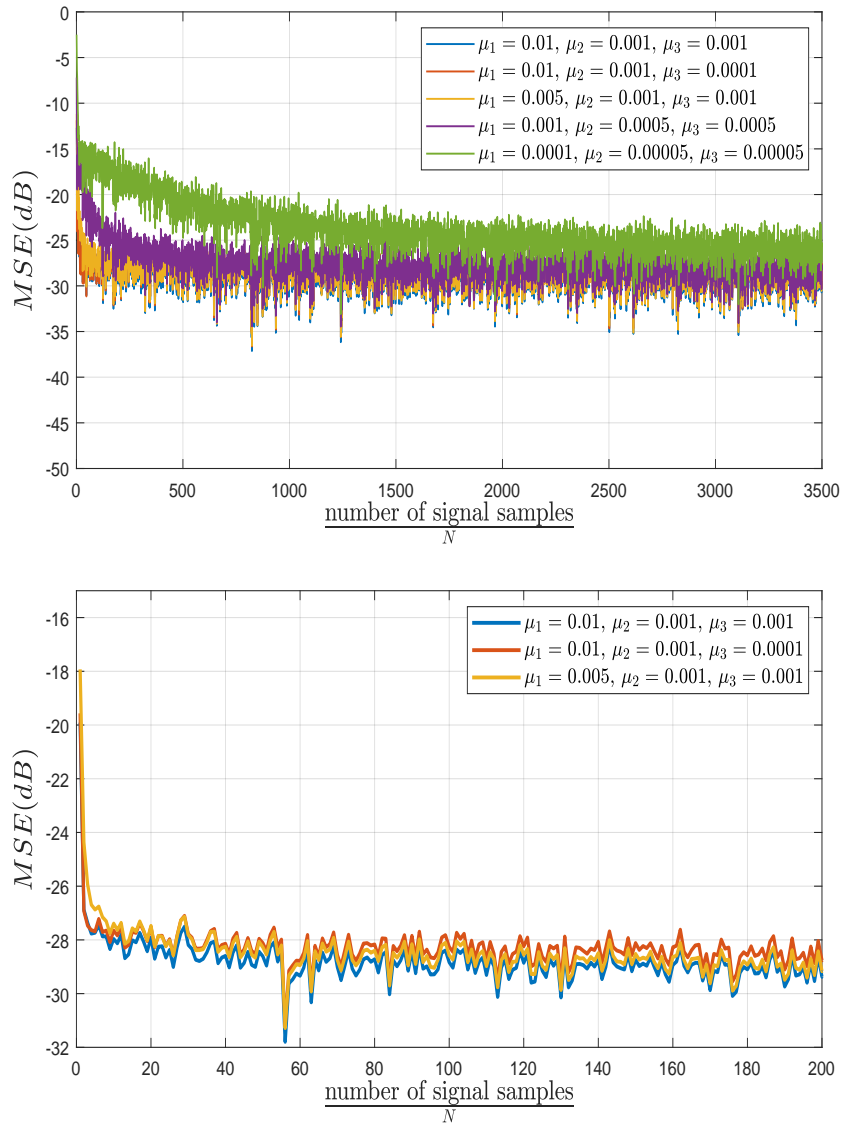 0
-5
-10
-15
-20
-25
-30
-35
-40
-45
-50
MSE(dB)
μ₁ = 0.01, μ₂ = 0.001, μ₃ = 0.001
μ₁ = 0.01, μ₂ = 0.001, μ₃ = 0.0001
μ₁ = 0.005, μ₂ = 0.001, μ₃ = 0.001
μ₁ = 0.001, μ₂ = 0.0005, μ₃ = 0.0005
μ₁ = 0.0001, μ₂ = 0.00005, μ₃ = 0.00005
0 500 1000 1500 2000 2500 3000 3500
number of signal samples
N
-16
-18
-20
-22
-24
-26
-28
-30
-32
MSE(dB)
μ₁ = 0.01, μ₂ = 0.001, μ₃ = 0.001
μ₁ = 0.01, μ₂ = 0.001, μ₃ = 0.0001
μ₁ = 0.005, μ₂ = 0.001, μ₃ = 0.001
0 20 40 60 80 100 120 140 160 180 200
number of signal samples
N